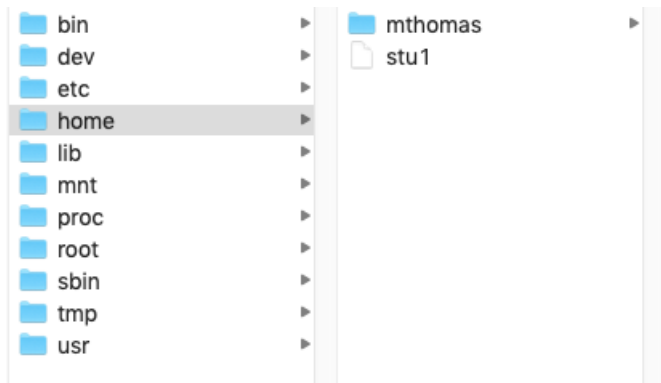 bin
dev
etc
home
lib
mnt
proc
root
sbin
tmp
usr
mthomas
stu1